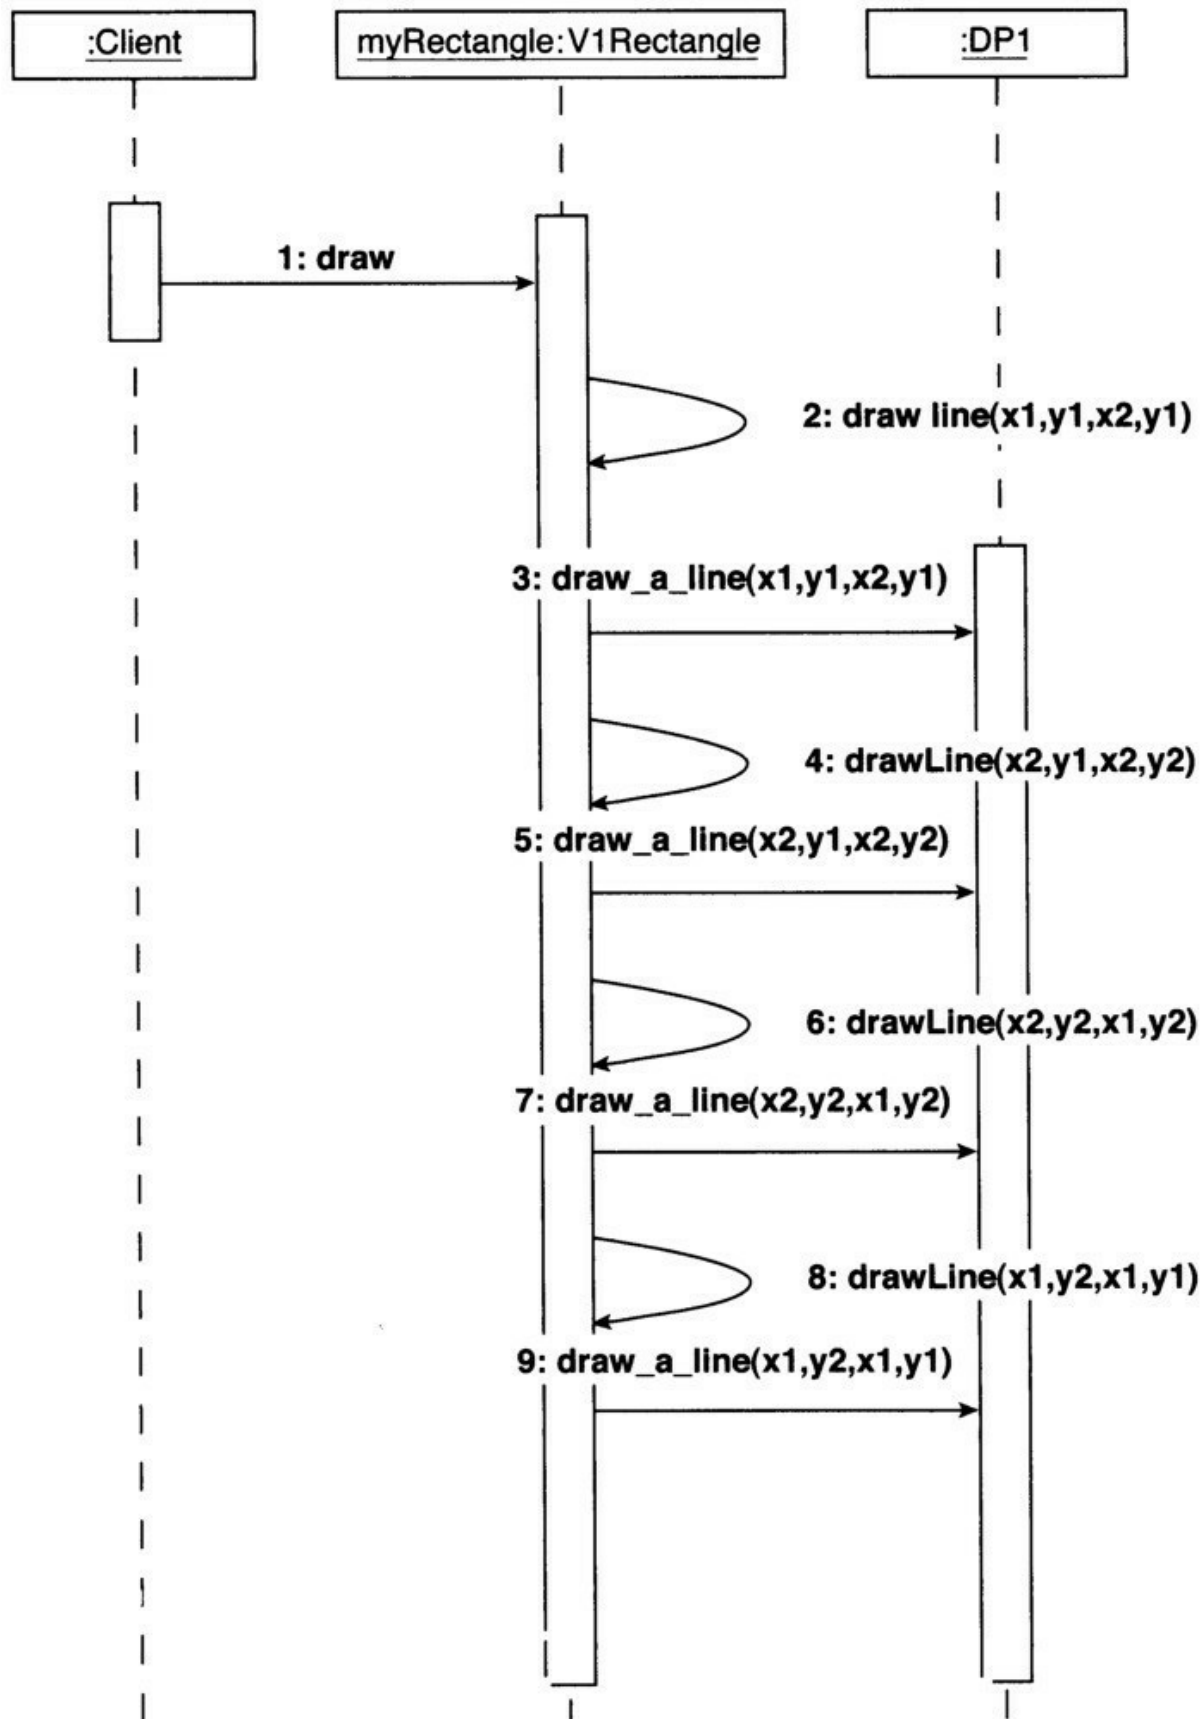 :Client
myRectangle:V1Rectangle
:DP1
1: draw
2: draw line(x1,y1,x2,y1)
3: draw_a_line(x1,y1,x2,y1)
4: drawLine(x2,y1,x2,y2)
5: draw_a_line(x2,y1,x2,y2)
6: drawLine(x2,y2,x1,y2)
7: draw_a_line(x2,y2,x1,y2)
8: drawLine(x1,y2,x1,y1)
9: draw_a_line(x1,y2,x1,y1)